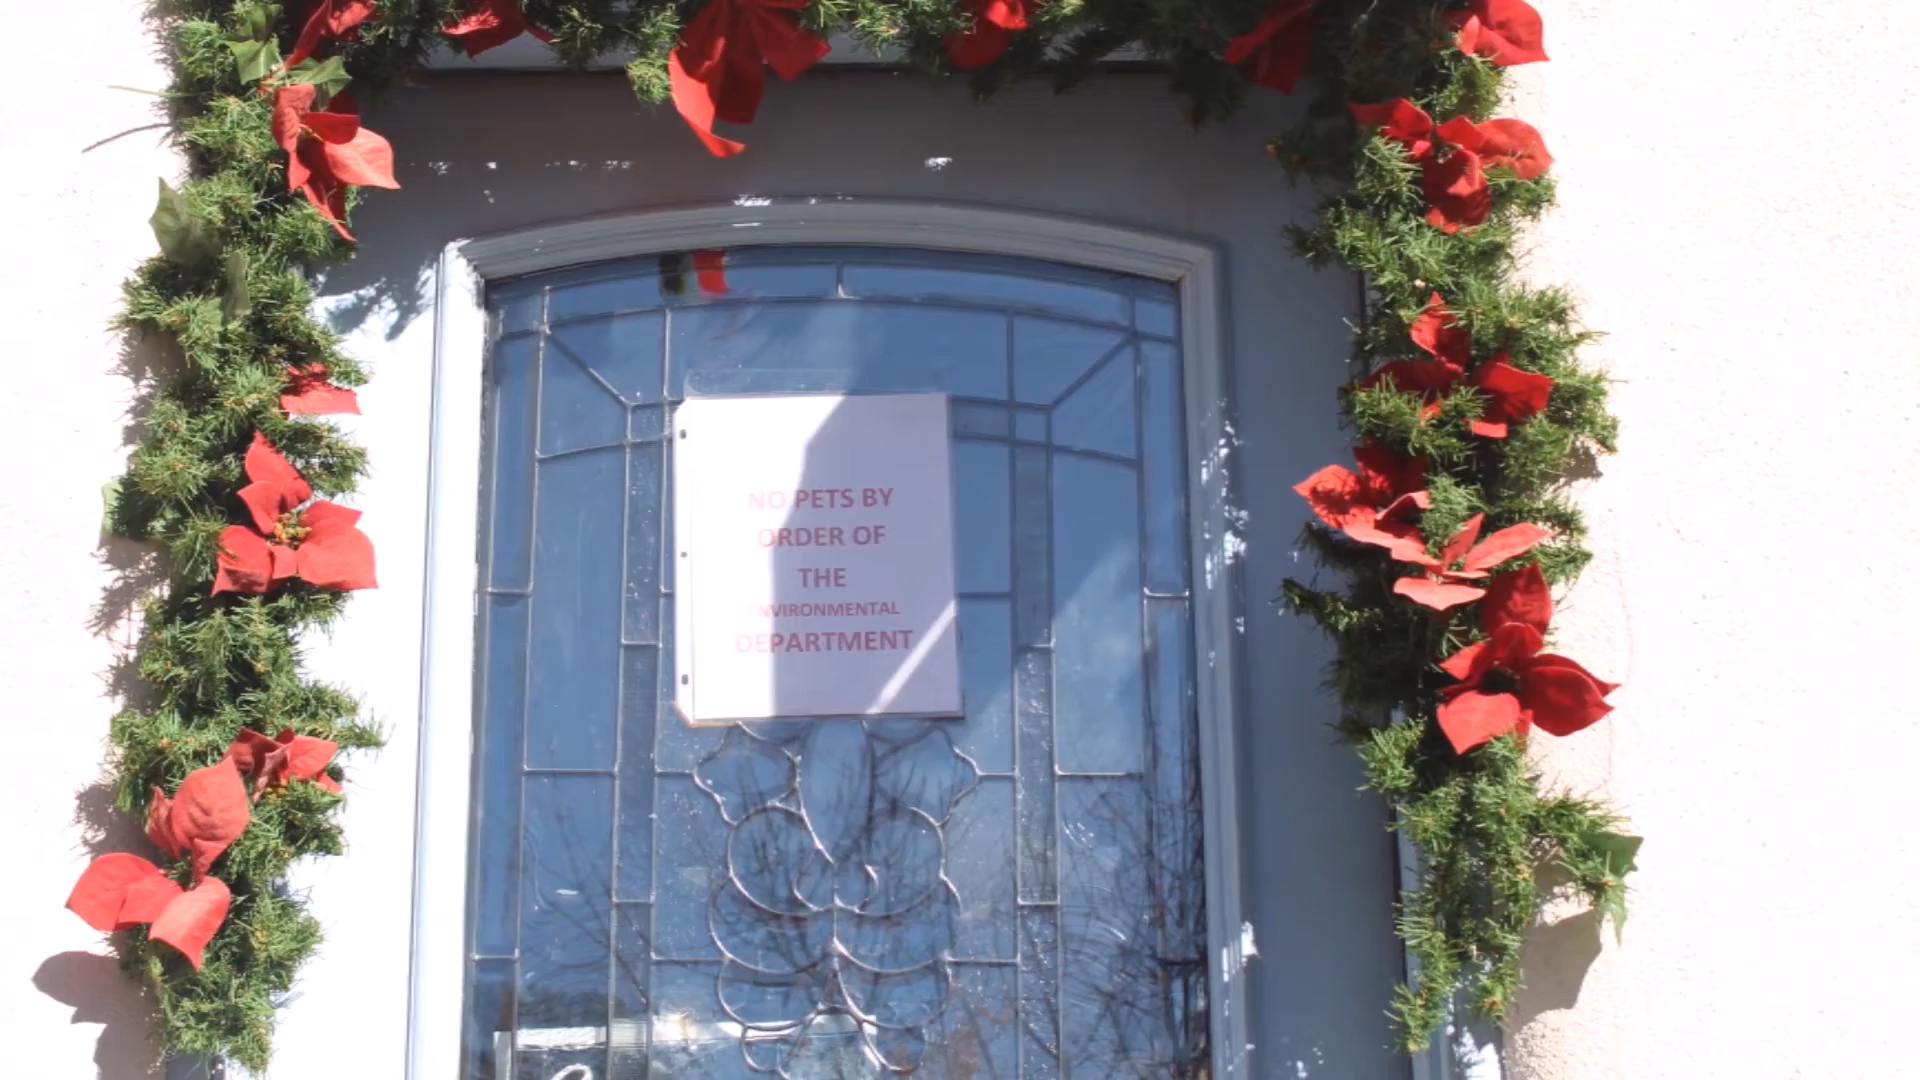 NO PETS BY
ORDER OF
THE
ENVIRONMENTAL
DEPARTMENT